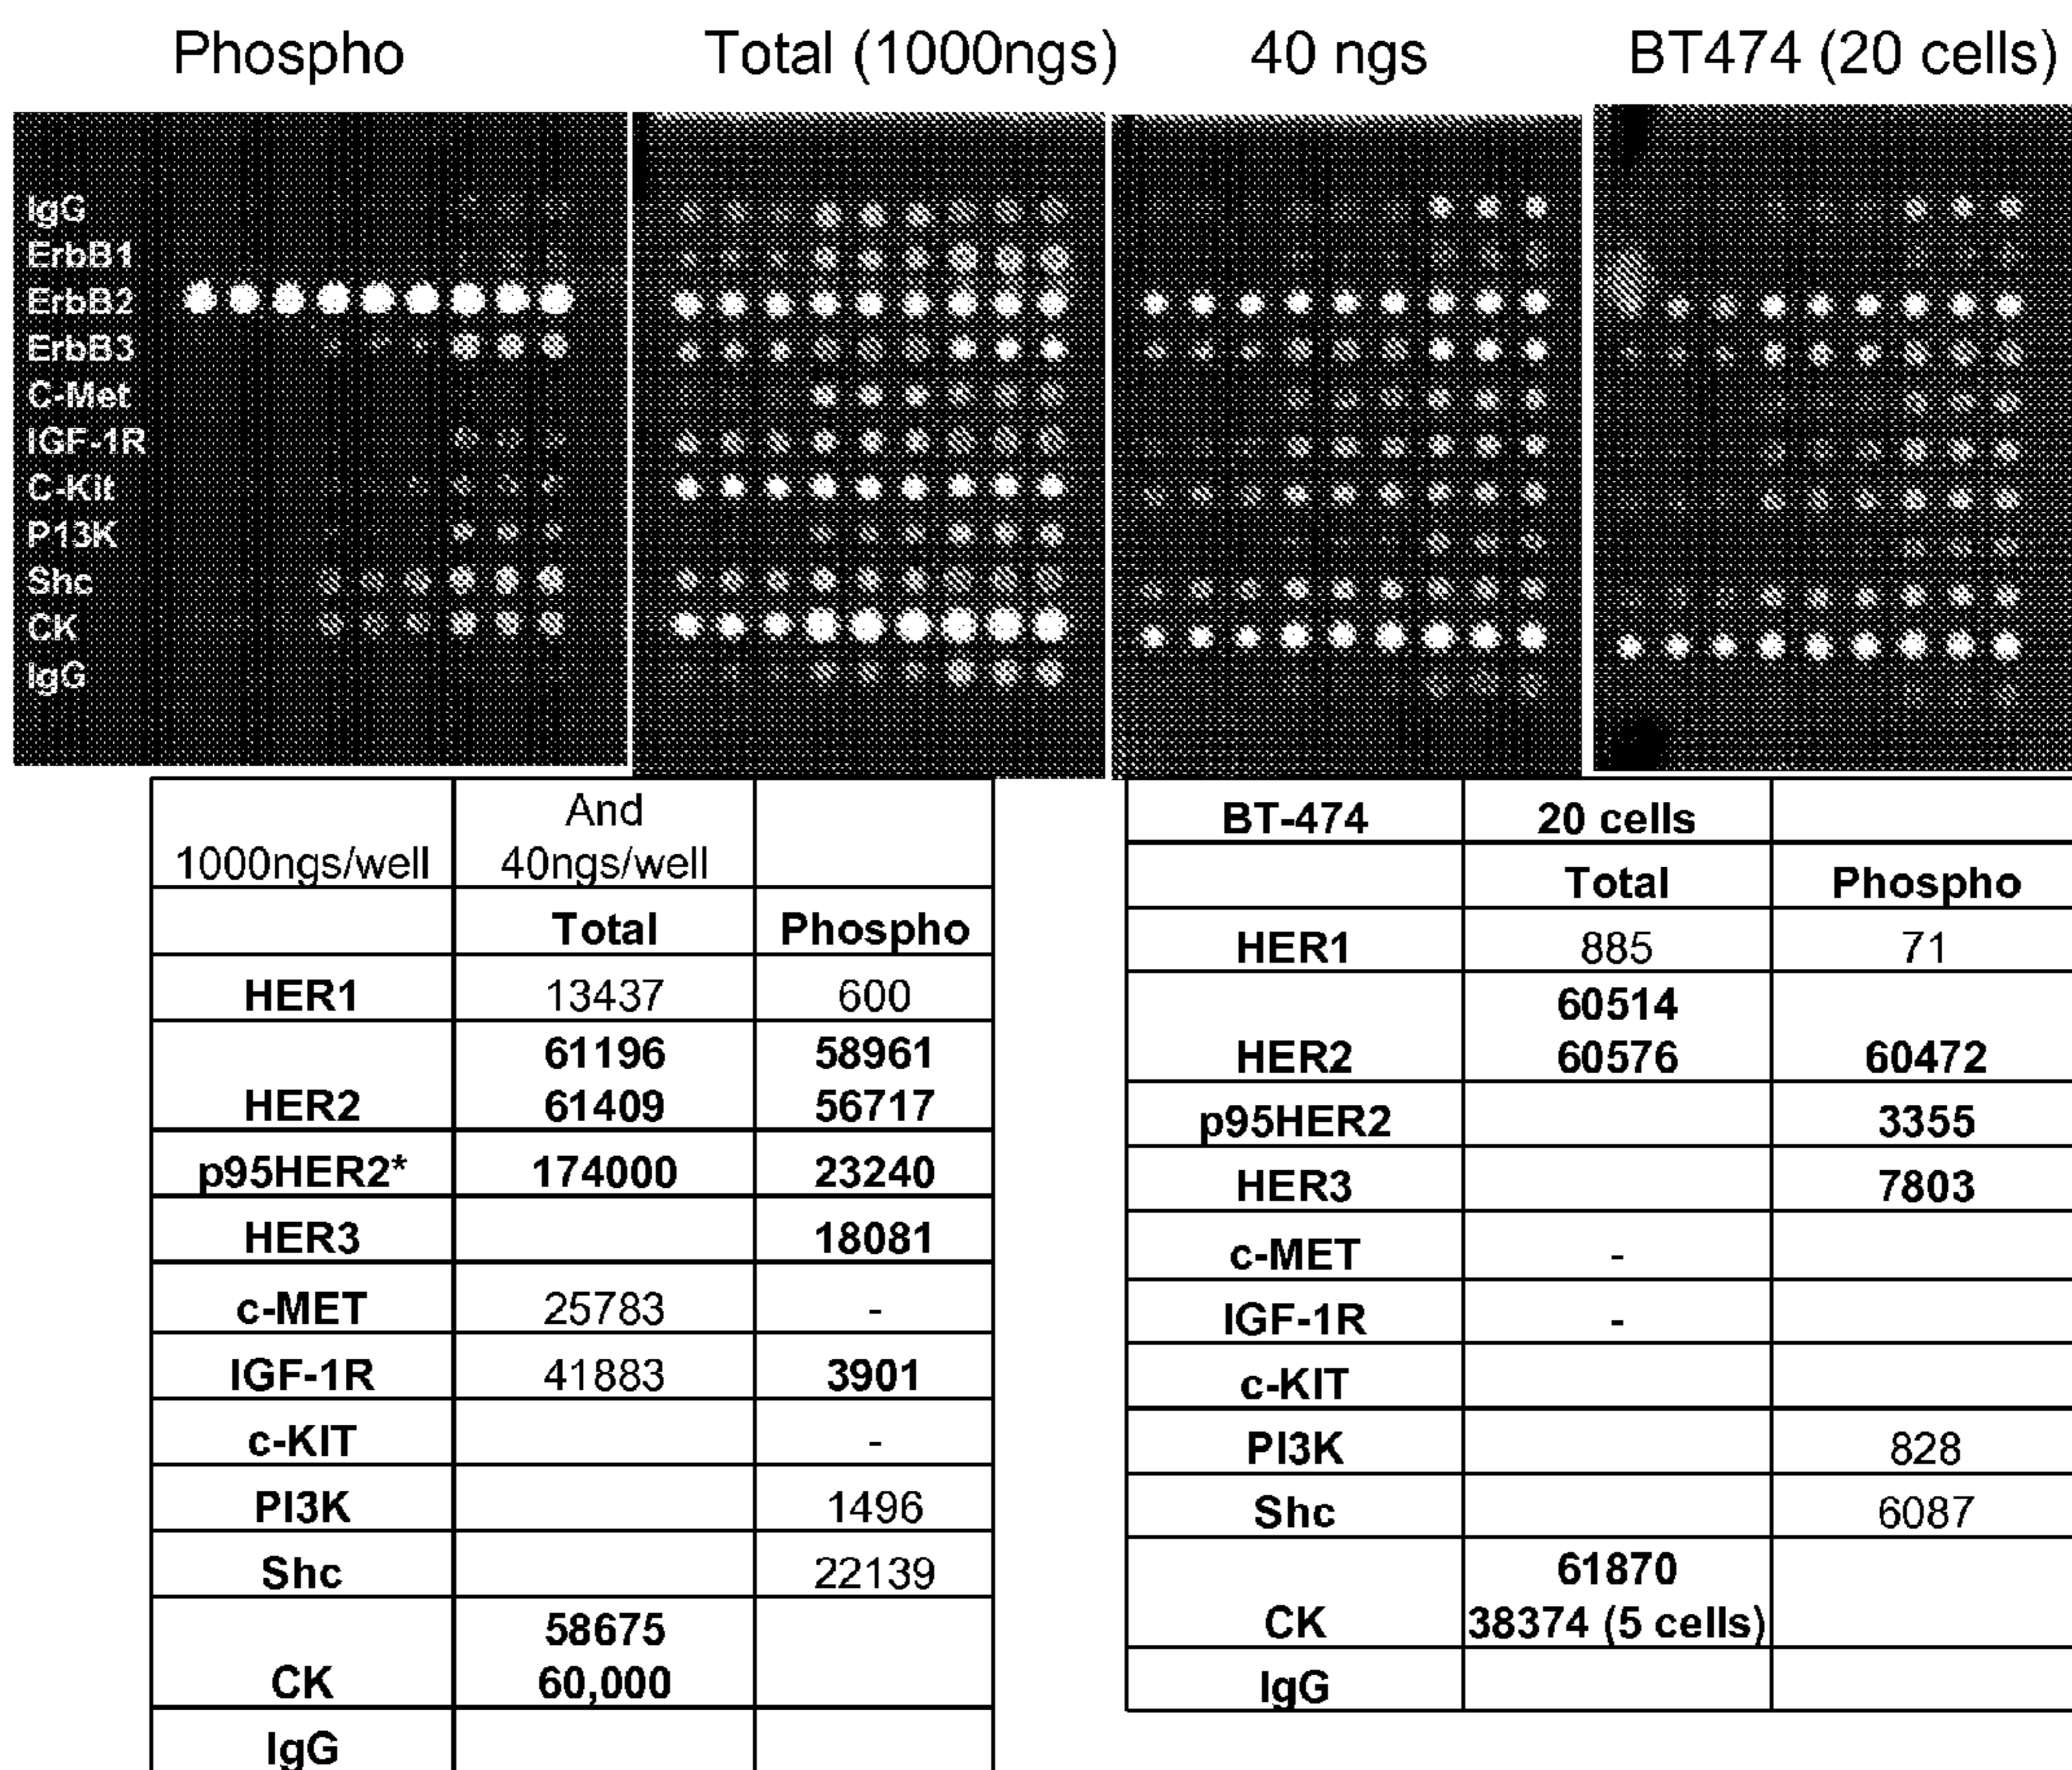 Phospho Total (1000ngs) 40 ngs BT474 (20 cells)
IgG
ErbB1
ErbB2
ErbB3
C-Met
IGF-1R
C-Kit
P13K
Shc
CK
IgG
And
1000ngs/well 40ngs/well
Total Phospho
HER1 13437 600
61196 58961
HER2 61409 56717
p95HER2* 174000 23240
HER3 18081
c-MET 25783 -
IGF-1R 41883 3901
c-KIT -
PI3K 1496
Shc 22139
58675
CK 60,000
IgG
BT-474 20 cells
Total Phospho
HER1 885 71
60514
HER2 60576 60472
p95HER2 3355
HER3 7803
c-MET -
IGF-1R -
c-KIT
PI3K 828
Shc 6087
61870
CK 38374 (5 cells)
IgG